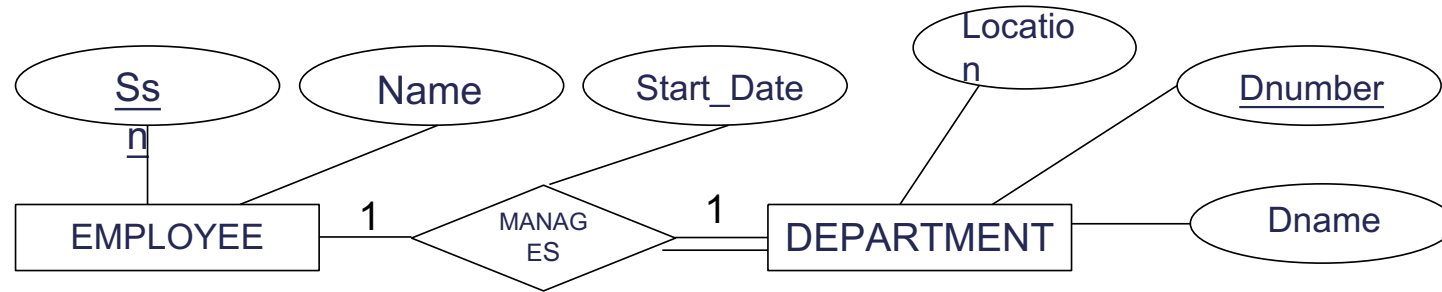 Locatio
n
Ss
n
Name
Start_Date
Dnumber
1
1
EMPLOYEE
MANAG
ES
DEPARTMENT
Dname